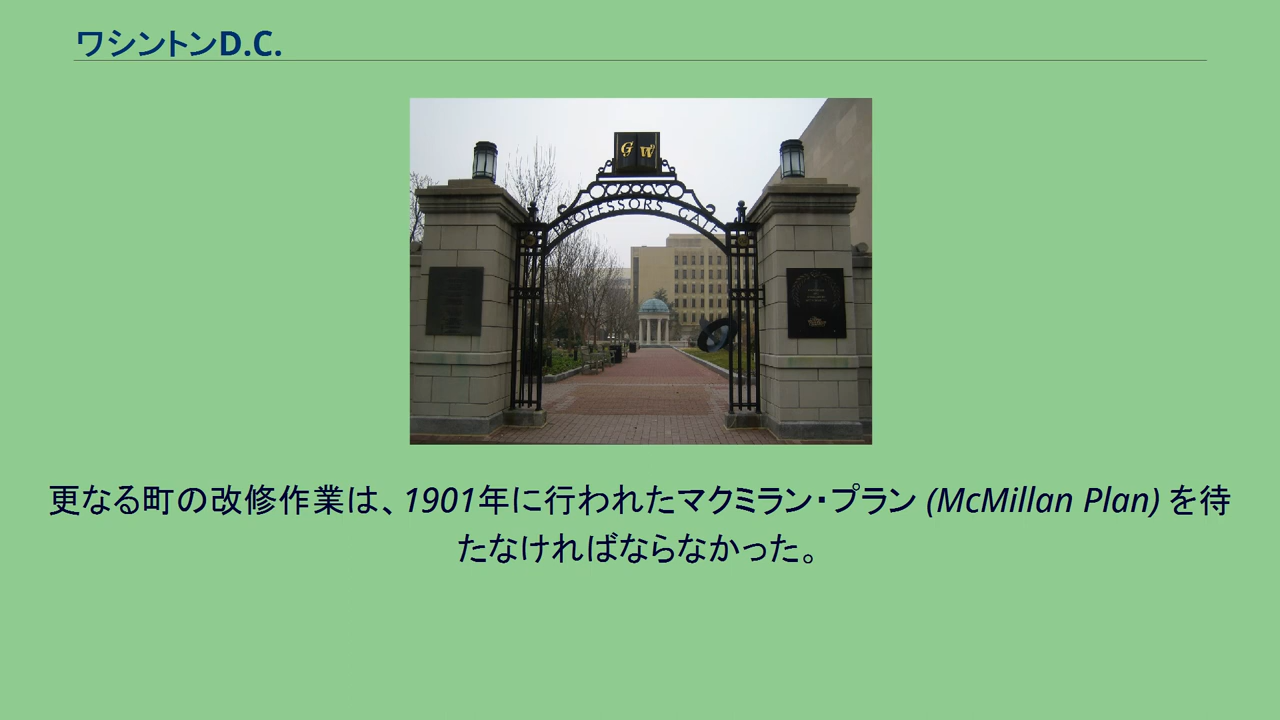 ワシントンD.C.
G W
PROFESSORS GATE
更なる町の改修作業は、1901年に行われたマクミラン・プラン (McMillan Plan) を待
たなければならなかった。